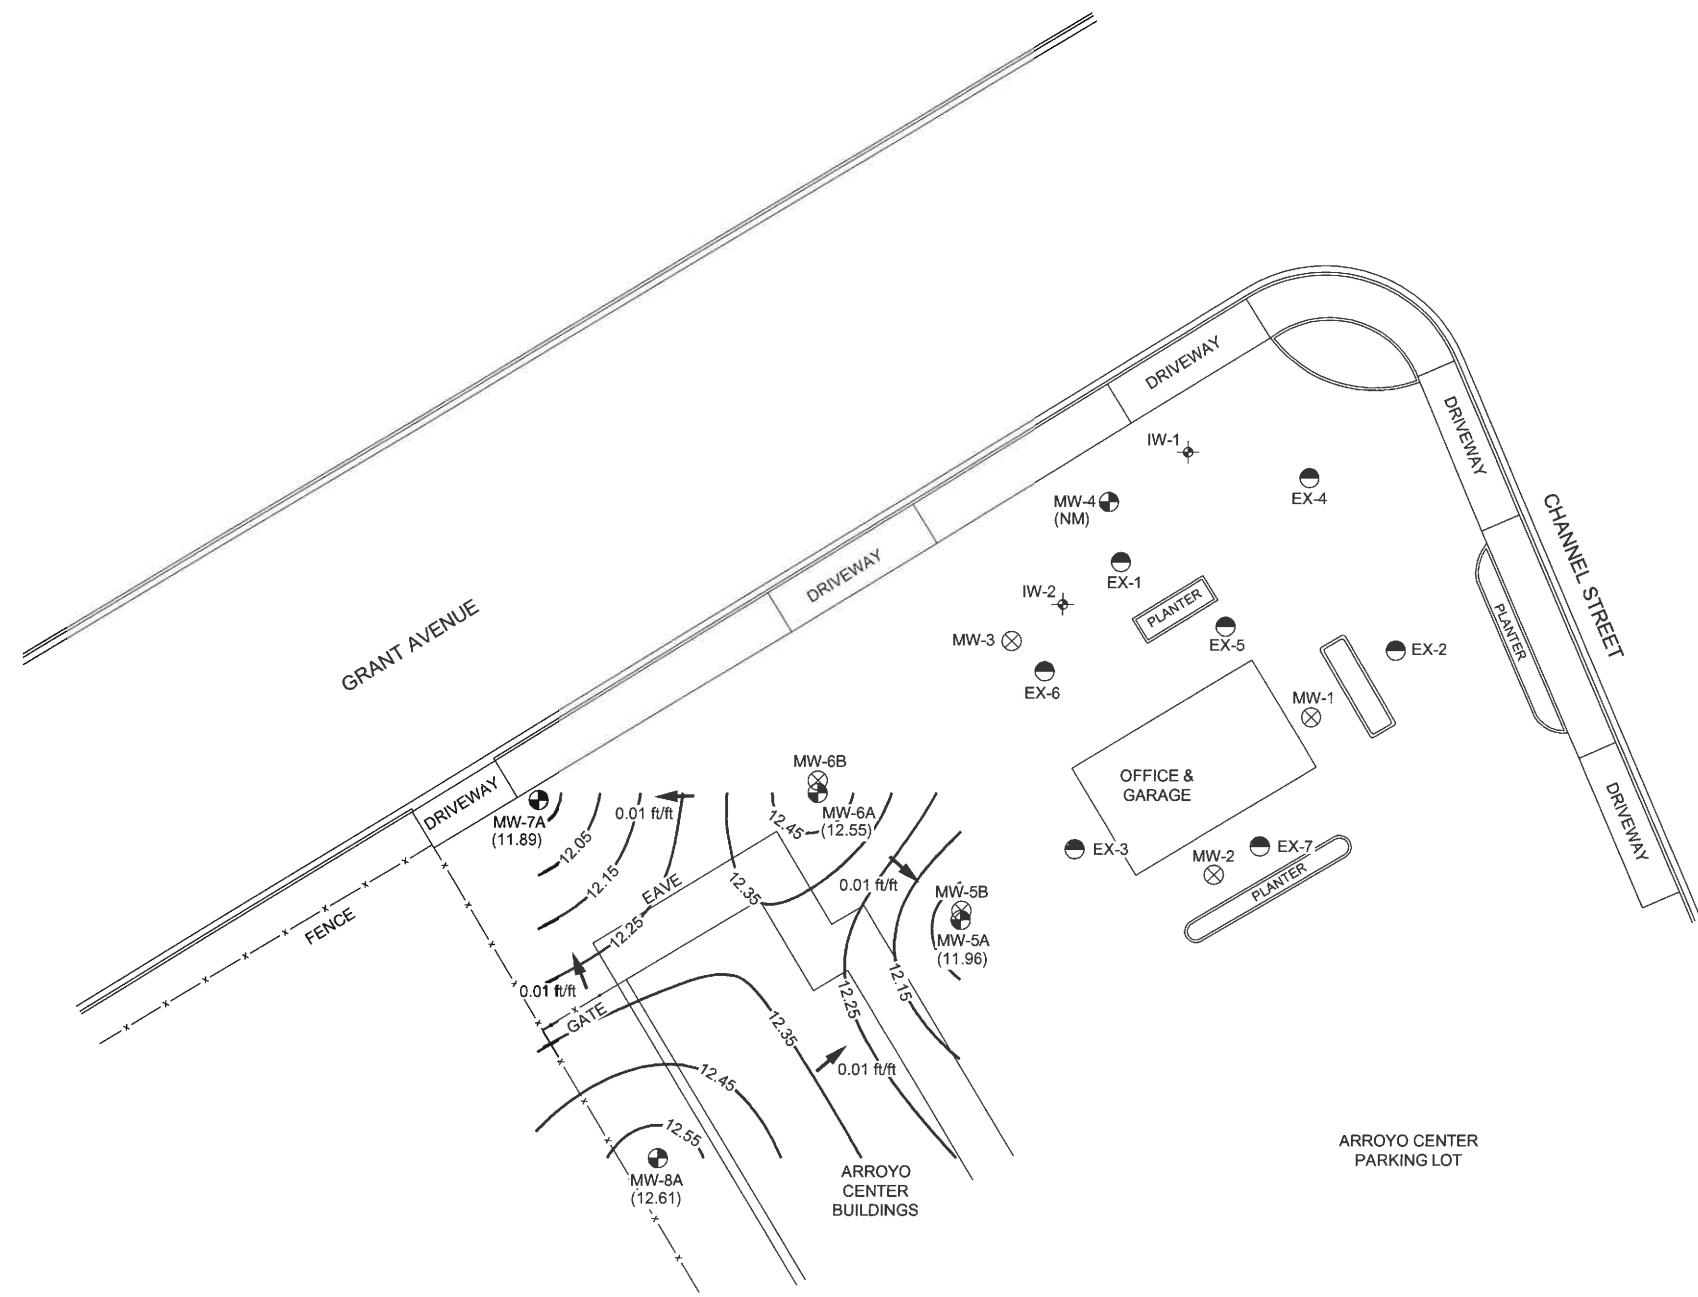 GRANT AVENUE
DRIVEWAY
IW-1
DRIVEWAY
EX-4
MW-4
(NM)
CHANNEL STREET
DRIVEWAY
EX-1
IW-2
PLANTER
PLANTER
MW-3
EX-5
EX-2
EX-6
MW-1
MW-6B
OFFICE &
GARAGE
DRIVEWAY
0.01 ft/ft
MW-6A
(12.55)
12.45
MW-7A
(11.89)
12.05
DRIVEWAY
EX-3
EX-7
MW-2
PLANTER
12.15
EAVE
12.35
0.01 ft/ft
MW-5B
MW-5A
(11.96)
FENCE
12.25
0.01 ft/ft
12.15
12.25
GATE
12.35
0.01 ft/ft
12.45
12.55
MW-8A
(12.61)
ARROYO
CENTER
BUILDINGS
ARROYO CENTER
PARKING LOT